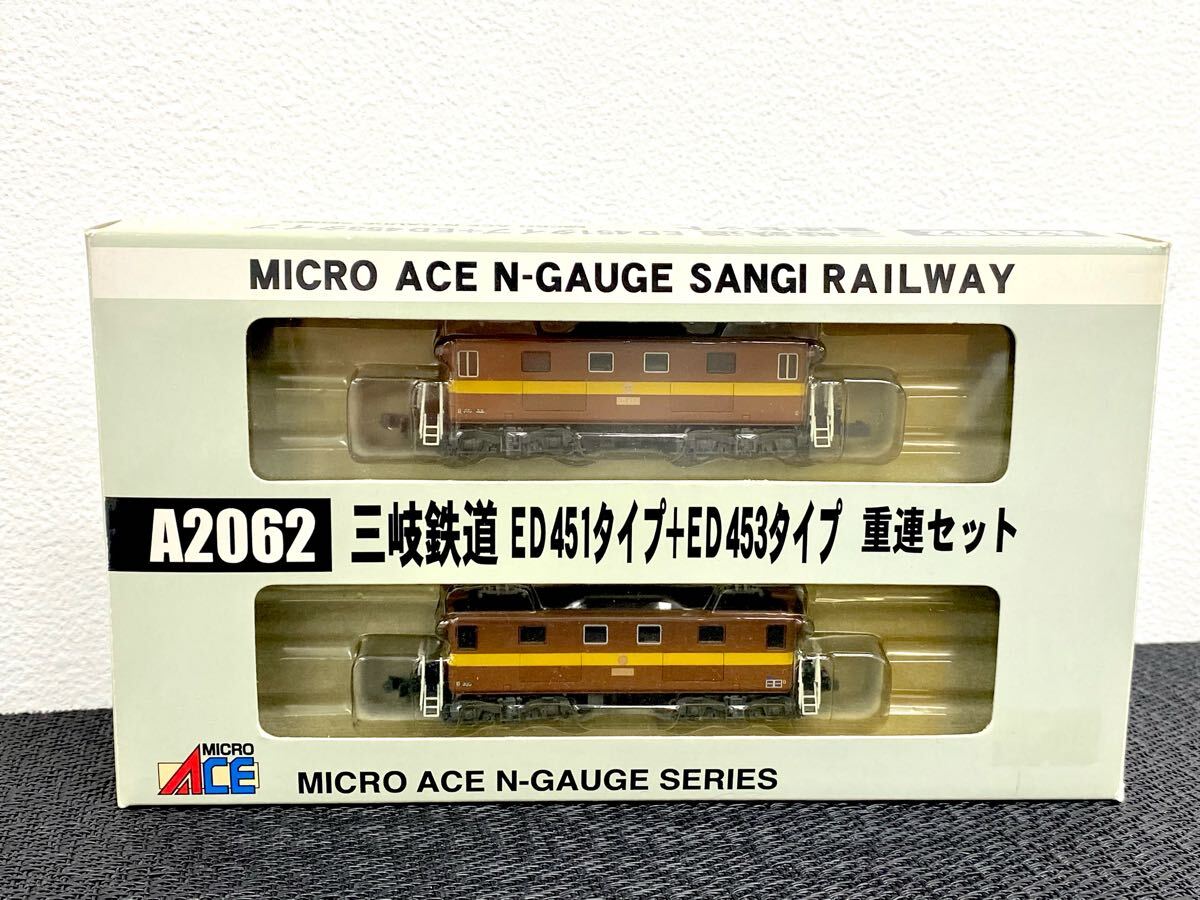 MICRO ACE N-GAUGE SANGI RAILWAY
A2062 三岐鉄道 ED451タイプ+ED453タイプ 重連セット
MICRO ACE
MICRO ACE N-GAUGE SERIES